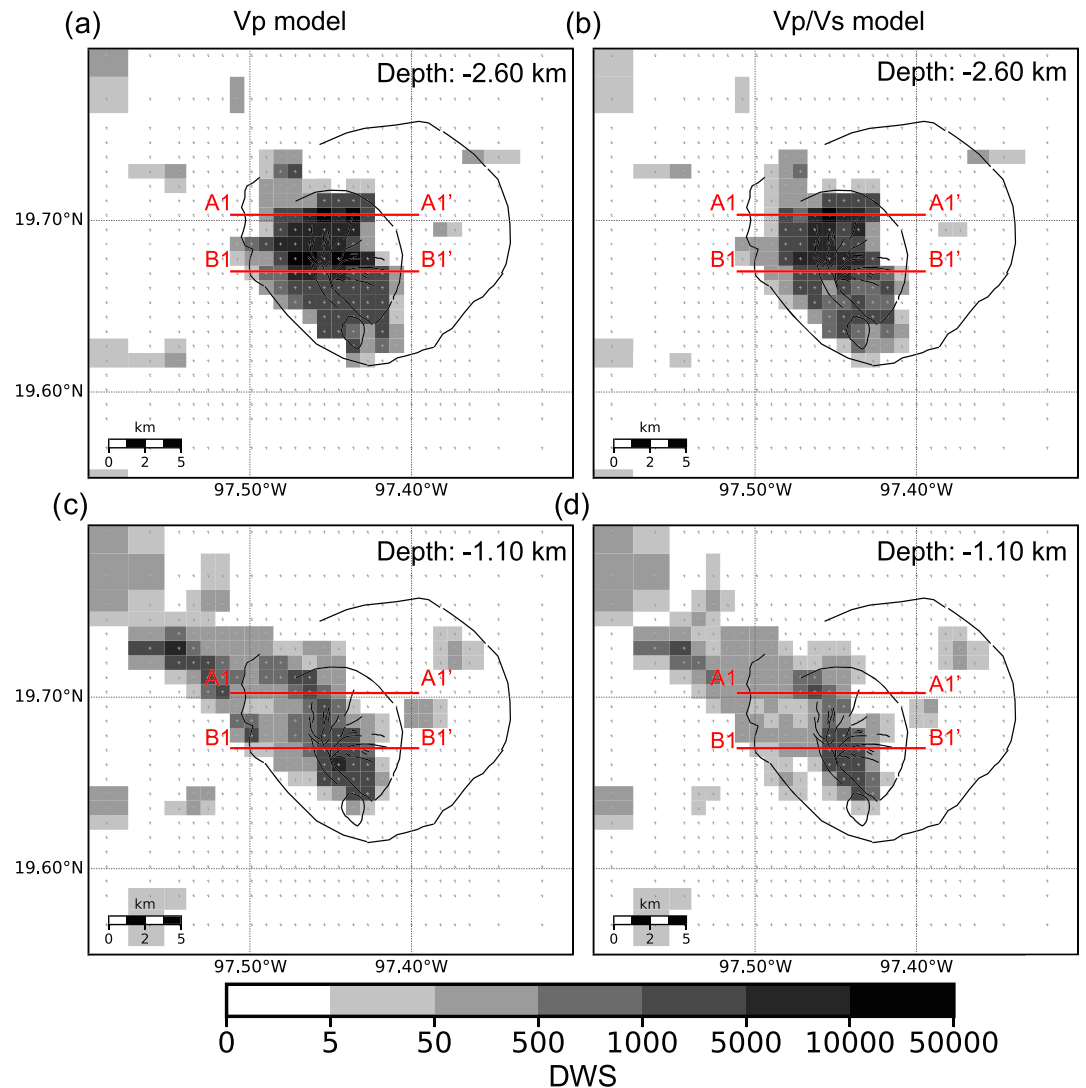 (a) Vp model (b) Vp/Vs model
Depth: -2.60 km Depth: -2.60 km
19.70°N A1 A1’ A1 A1’
B1 B1’ B1 B1’
19.60°N
km km
0 2 5 0 2 5
97.50°W 97.40°W 97.50°W 97.40°W
(c) (d)
Depth: -1.10 km Depth: -1.10 km
19.70°N A1 A1’ A1 A1’
B1 B1’ B1 B1’
19.60°N
km km
0 2 5 0 2 5
97.50°W 97.40°W 97.50°W 97.40°W
0 5 50 500 1000 5000 10000 50000
DWS